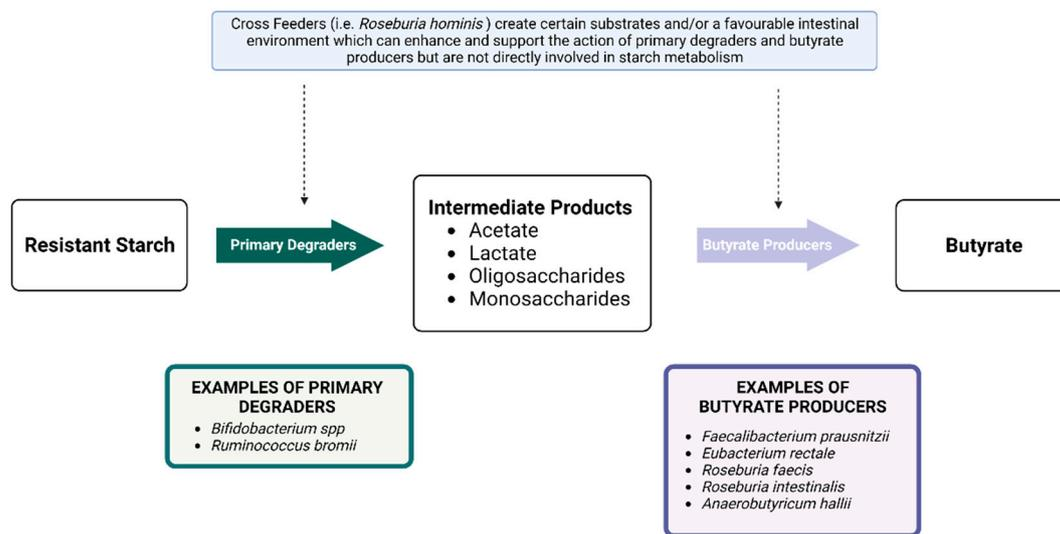 Cross Feeders (i.e. Roseburia hominis ) create certain substrates and/or a favourable intestinal
environment which can enhance and support the action of primary degraders and butyrate
producers but are not directly involved in starch metabolism
Resistant Starch
Primary Degraders
Intermediate Products
• Acetate
• Lactate
• Oligosaccharides
• Monosaccharides
Butyrate Producers
Butyrate
EXAMPLES OF PRIMARY
DEGRADERS
• Bifidobacterium spp
• Ruminococcus bromii
EXAMPLES OF
BUTYRATE PRODUCERS
• Faecalibacterium prausnitzii
• Eubacterium rectale
• Roseburia faecis
• Roseburia intestinalis
• Anaerobutyricum hallii